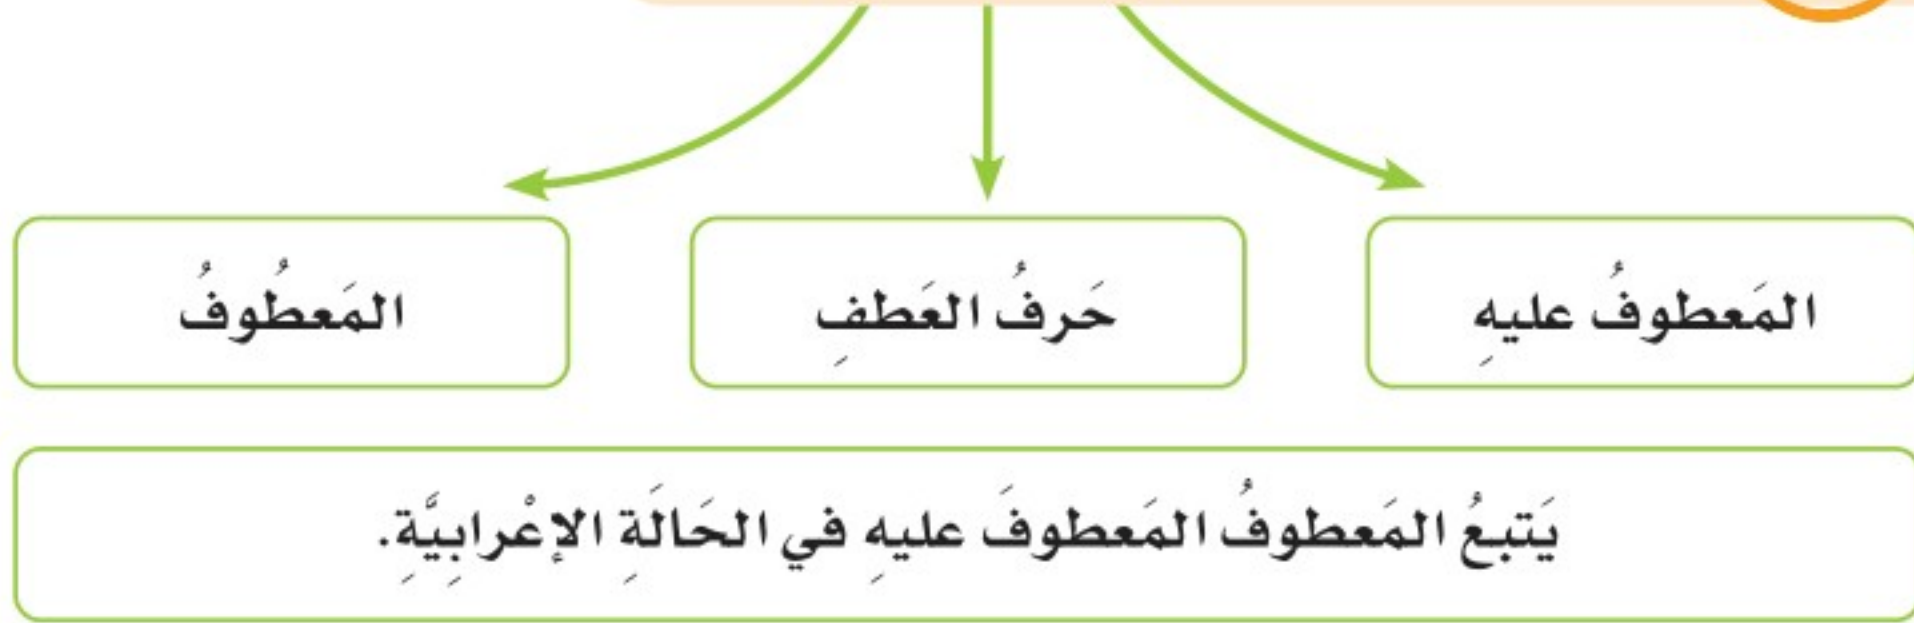 المَعطوفُ عليهِ
حَرفُ العَطفِ
المَعطُوفُ
يَتبعُ المَعطوفُ المَعطوفَ عليهِ في الحَالَةِ الإعْرابِيَّةِ.